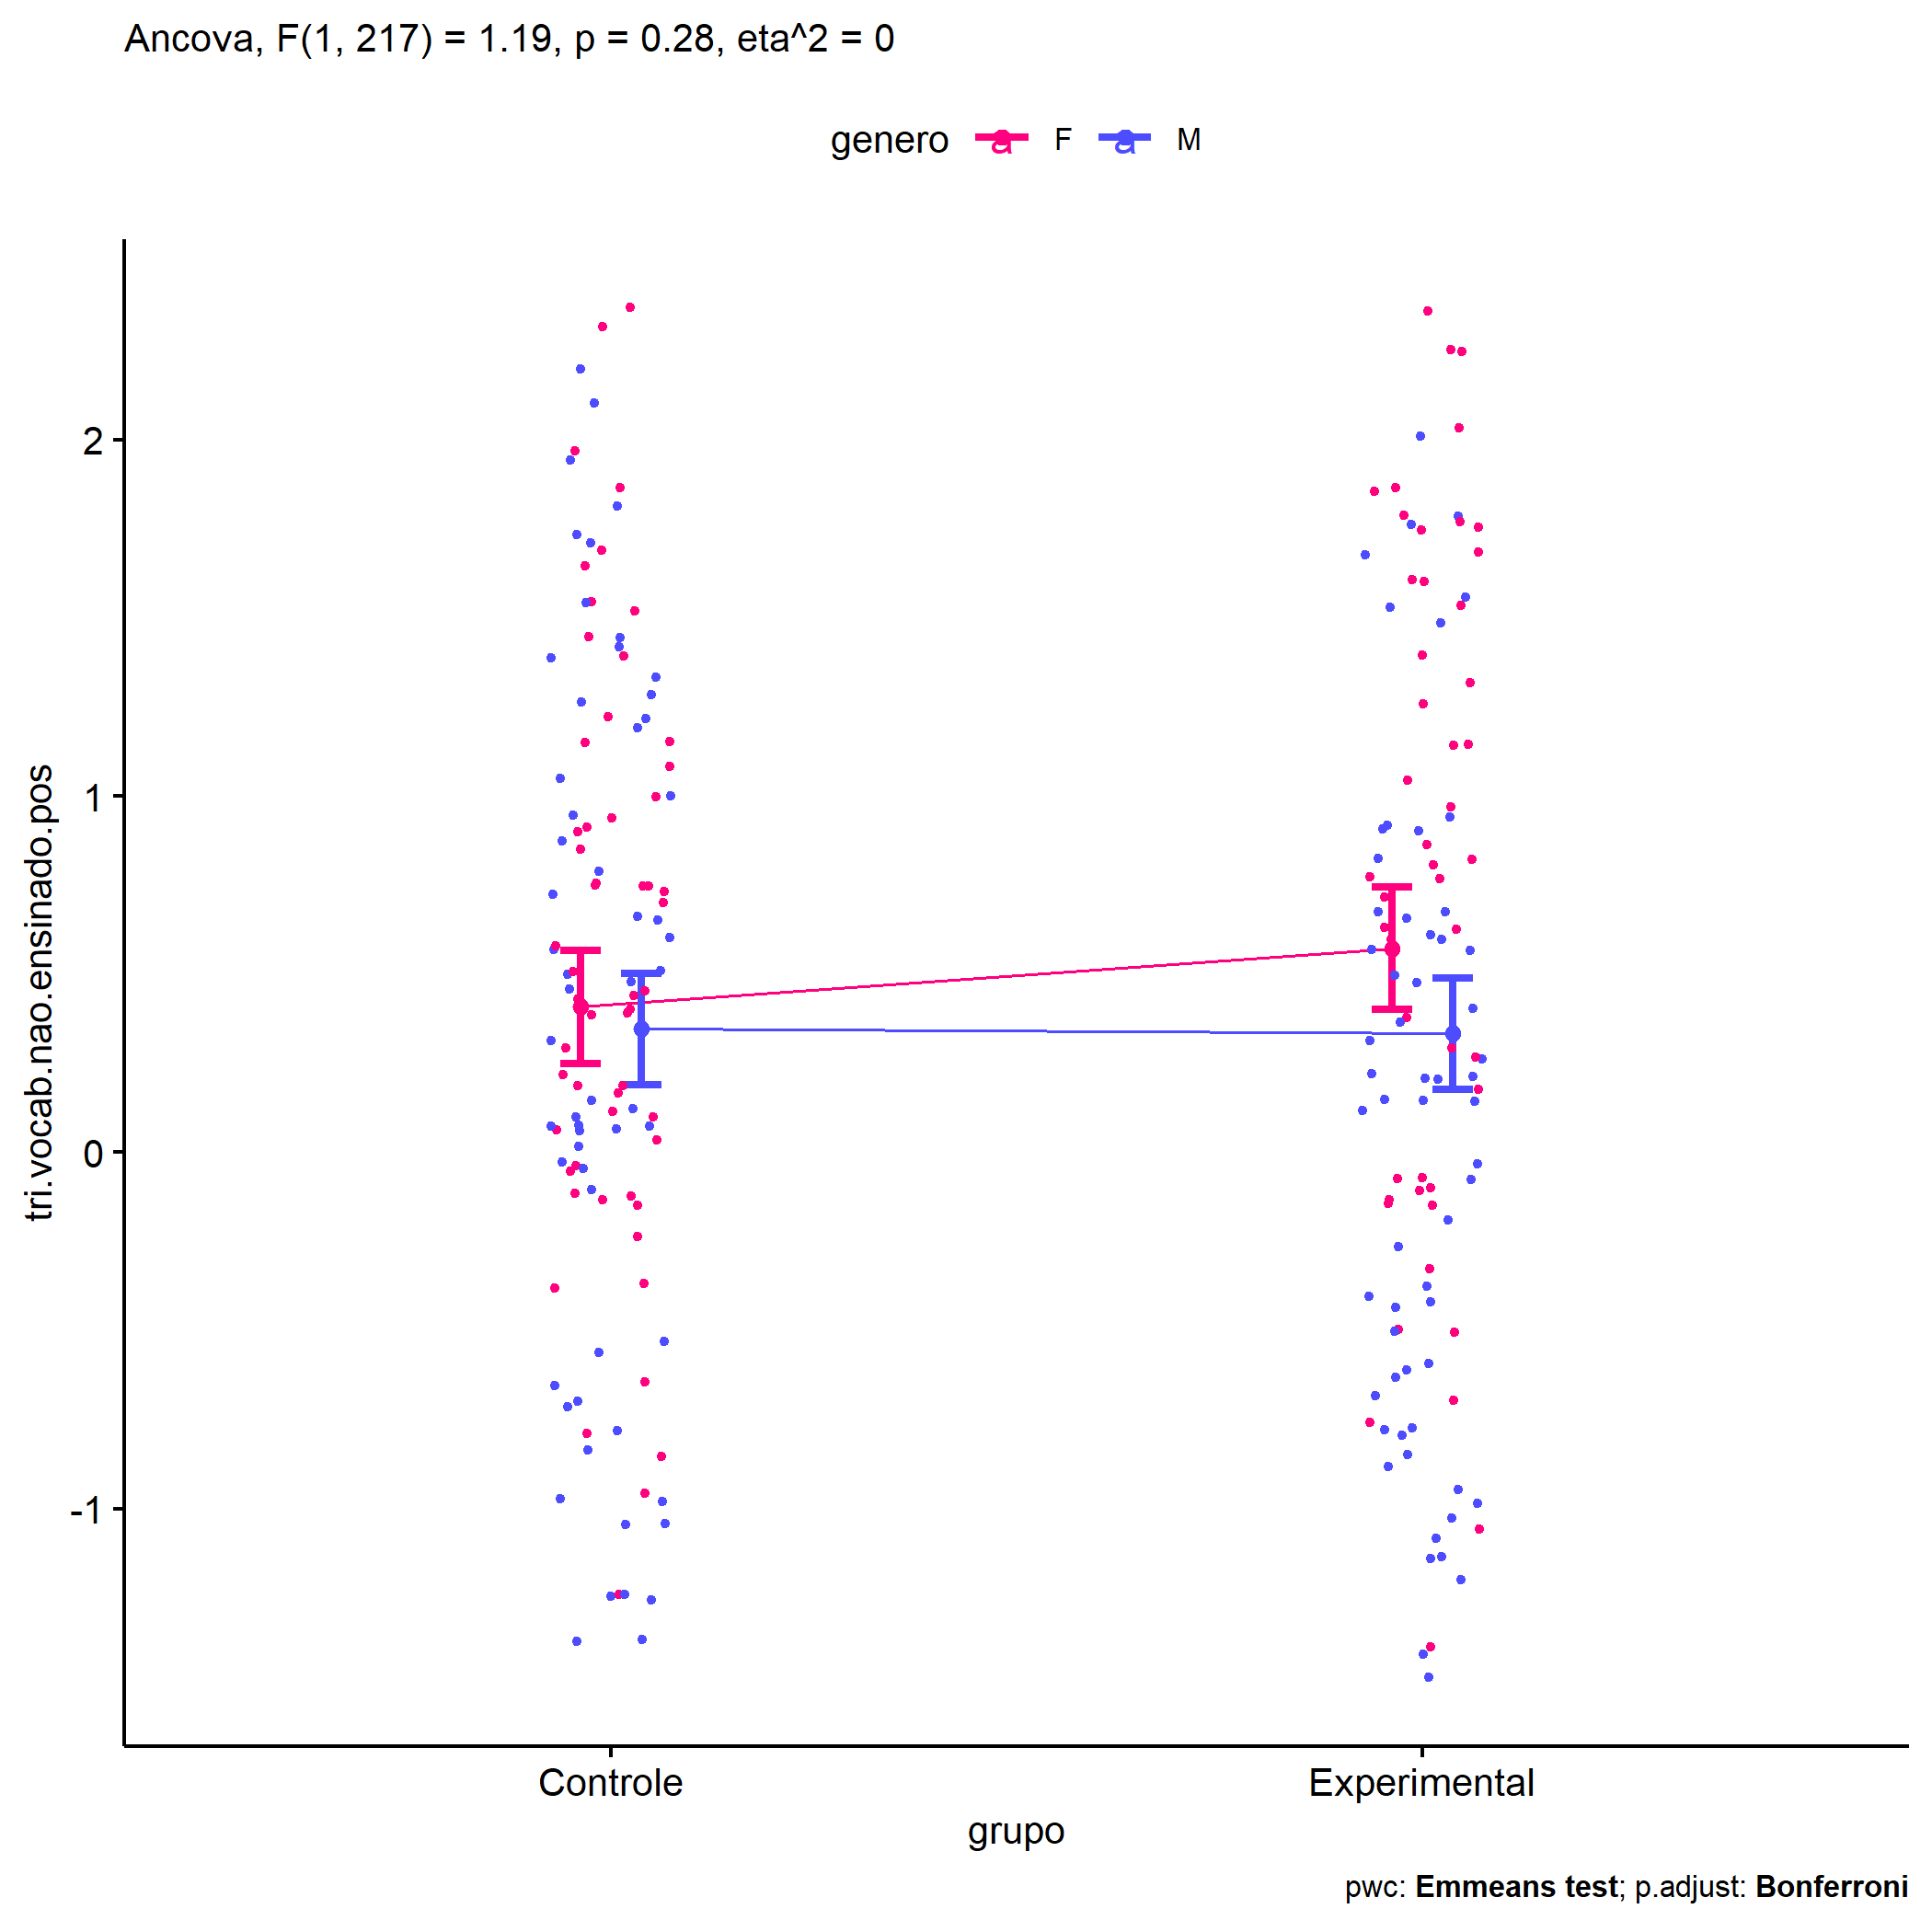 Ancova, F(1, 217) = 1.19, p = 0.28, eta^2 = 0
genero a F a M
tri.vocab.nao.ensinado.pos
2
1
0
-1
Controle Experimental
grupo
pwc: Emmeans test; p.adjust: Bonferroni